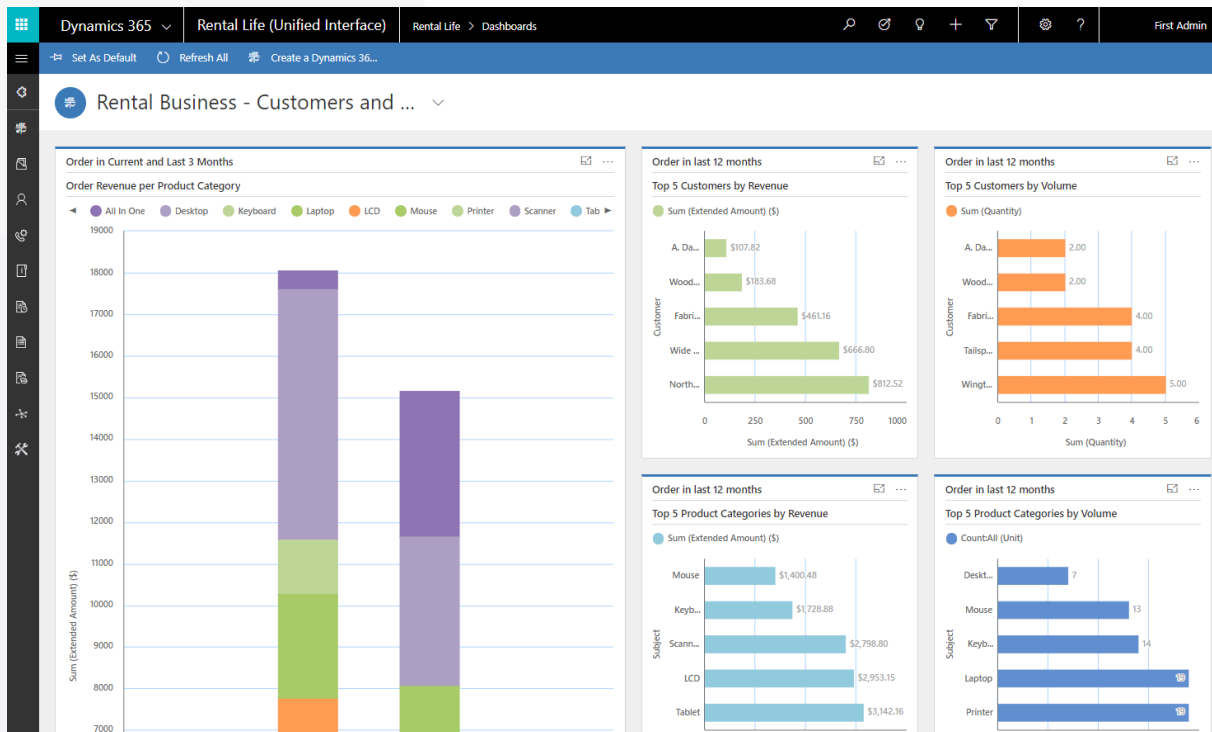 Dynamics 365
Rental Life (Unified Interface)
Rental Life > Dashboards
?
First Admin
Set As Default
Refresh All
Create a Dynamics 36...
Rental Business - Customers and ...
Order in Current and Last 3 Months
...
Order Revenue per Product Category
All In One
Desktop
Keyboard
Laptop
LCD
Mouse
Printer
Scanner
Tab
19000
18000
17000
16000
15000
14000
13000
12000
11000
10000
9000
8000
7000
Sum (Extended Amount) ($)
Order in last 12 months
...
Top 5 Customers by Revenue
Sum (Extended Amount) ($)
Customer
A. Da...
$107.82
Wood...
$183.68
Fabri...
$461.16
Wide ...
$666.80
North...
$812.52
0 250 500 750 1000
Sum (Extended Amount) ($)
Order in last 12 months
...
Top 5 Customers by Volume
Sum (Quantity)
Customer
A. Da...
2.00
Wood...
2.00
Fabri...
4.00
Tailsp...
4.00
Wingt...
5.00
0 1 2 3 4 5 6
Sum (Quantity)
Order in last 12 months
...
Top 5 Product Categories by Revenue
Sum (Extended Amount) ($)
Subject
Mouse
$1,400.48
Keyb...
$1,728.88
Scann...
$2,798.80
LCD
$2,953.15
Tablet
$3,142.16
Order in last 12 months
...
Top 5 Product Categories by Volume
Count:All (Unit)
Subject
Deskt...
7
Mouse
13
Keyb...
14
Laptop
19
Printer
19